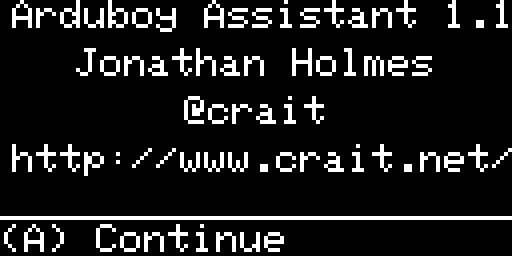 Arduboy Assistant 1.1
Jonathan Holmes
@crait
http://www.crait.net/
(A) Continue